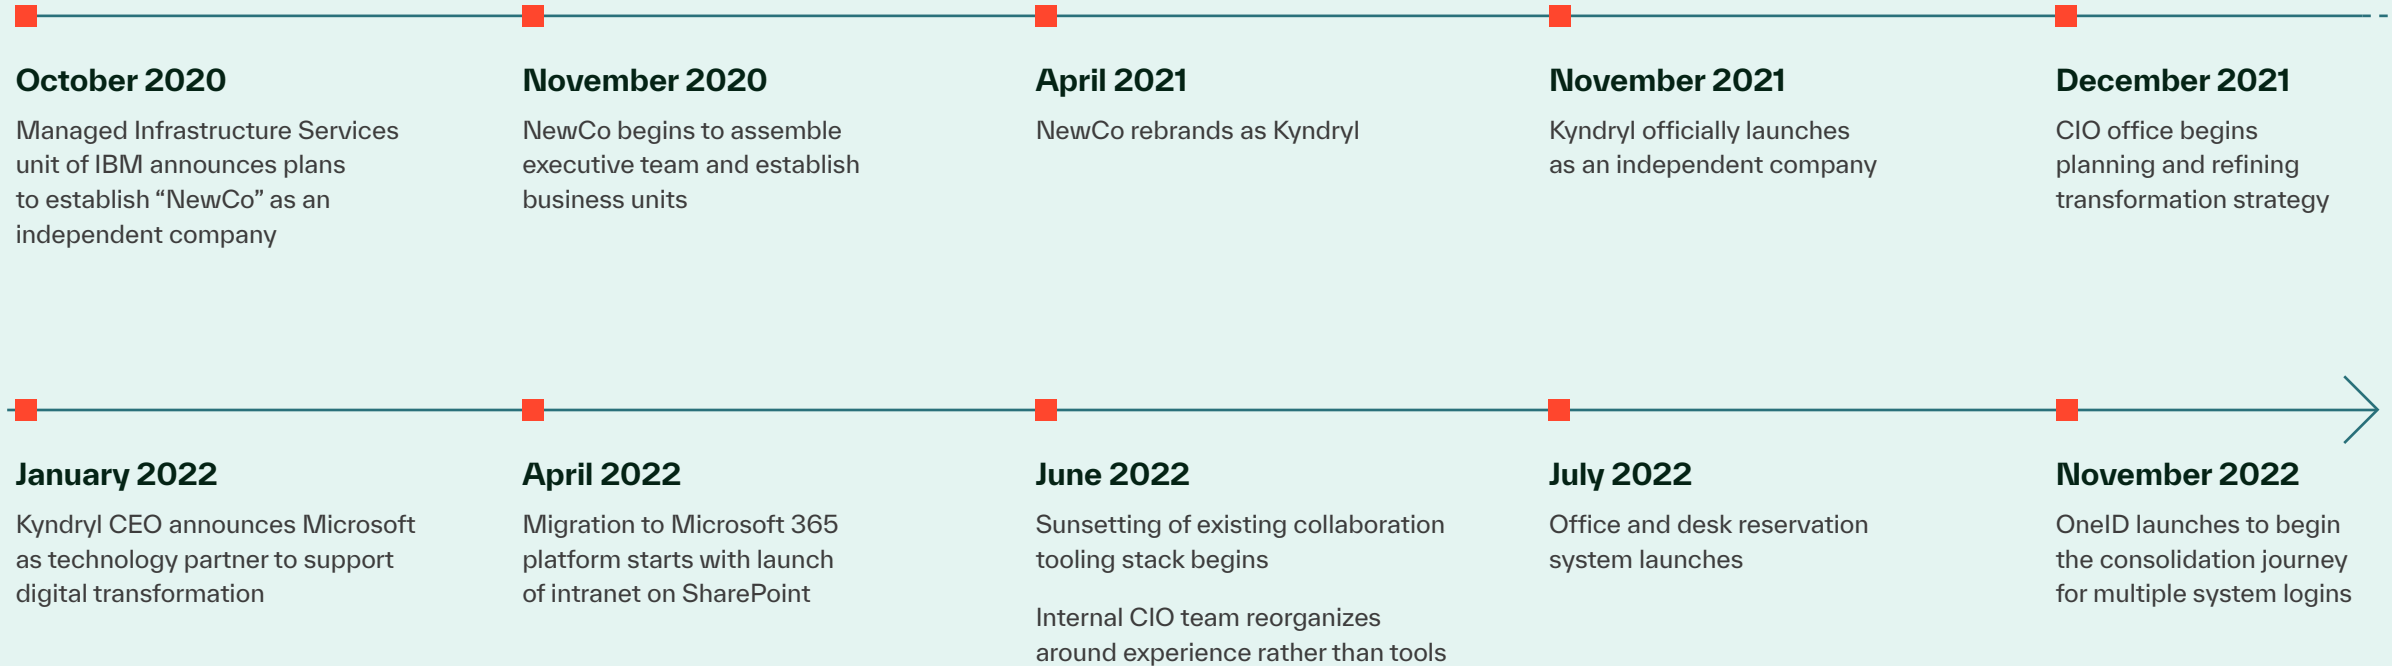 October 2020
Managed Infrastructure Services
unit of IBM announces plans
to establish “NewCo” as an
independent company
November 2020
NewCo begins to assemble
executive team and establish
business units
April 2021
NewCo rebrands as Kyndryl
November 2021
Kyndryl officially launches
as an independent company
December 2021
CIO office begins
planning and refining
transformation strategy
January 2022
Kyndryl CEO announces Microsoft
as technology partner to support
digital transformation
April 2022
Migration to Microsoft 365
platform starts with launch
of intranet on SharePoint
June 2022
Sunsetting of existing collaboration
tooling stack begins
Internal CIO team reorganizes
around experience rather than tools
July 2022
Office and desk reservation
system launches
November 2022
OneID launches to begin
the consolidation journey
for multiple system logins